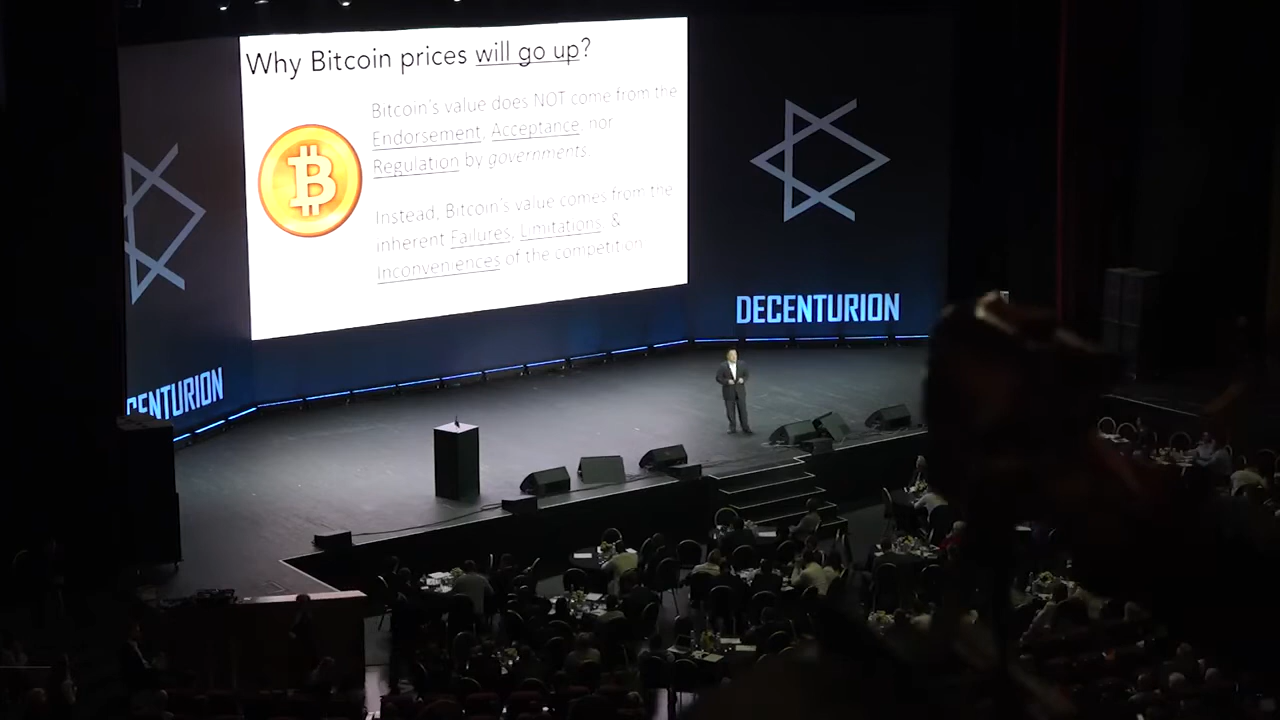 Why Bitcoin prices will go up?
Bitcoin's value does NOT come from the
Endorsement, Acceptance, nor
Regulation by governments.
Instead, Bitcoin's value comes from the
inherent Failures, Limitations, &
Inconveniences of the competition.
DECENTURION
CENTURION